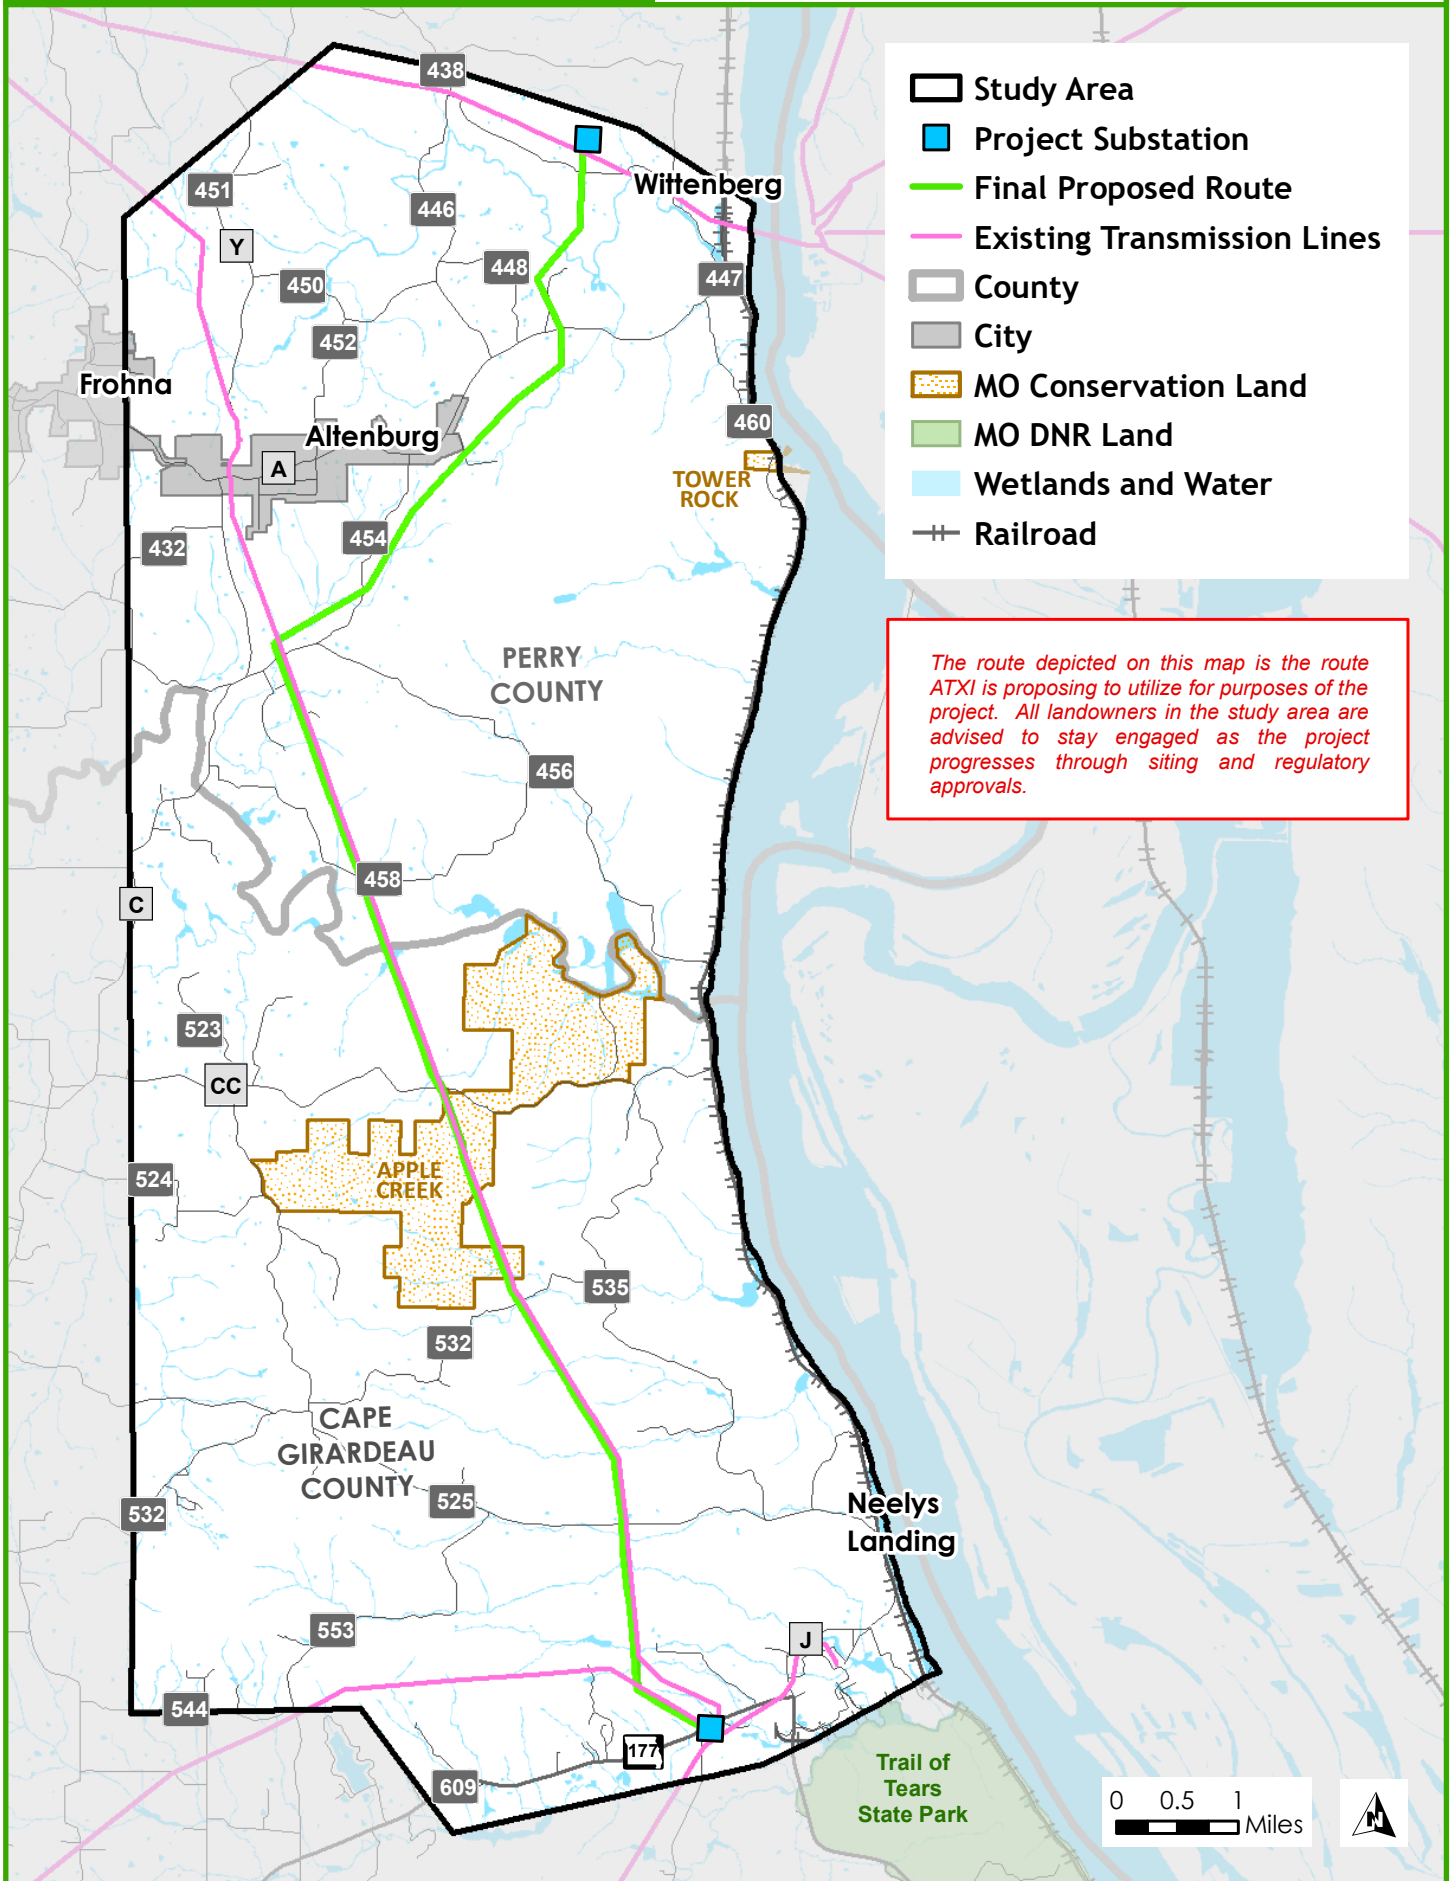 438
Study Area
Project Substation
Final Proposed Route
Existing Transmission Lines
County
City
MO Conservation Land
MO DNR Land
Wetlands and Water
Railroad
Wittenberg
451
446
Y
448
447
450
452
Frohna
460
Altenburg
A
TOWER
ROCK
454
432
PERRY
COUNTY
The route depicted on this map is the route
ATXI is proposing to utilize for purposes of the
project. All landowners in the study area are
advised to stay engaged as the project
progresses through siting and regulatory
approvals.
456
458
C
523
CC
524
APPLE
CREEK
535
532
CAPE
GIRARDEAU
COUNTY
525
532
Neelys
Landing
553
J
544
177
609
Trail of
Tears
State Park
0 0.5 1
Miles
N